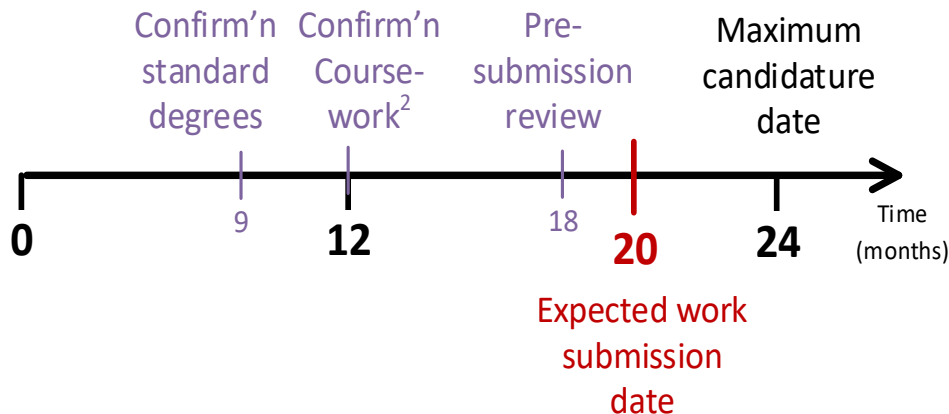 Confirm’n
standard
degrees
Confirm’n
Course-
work²
Pre-
submission
review
Maximum
candidature
date
0
9
12
18
20
24
Time
(months)
Expected work
submission
date